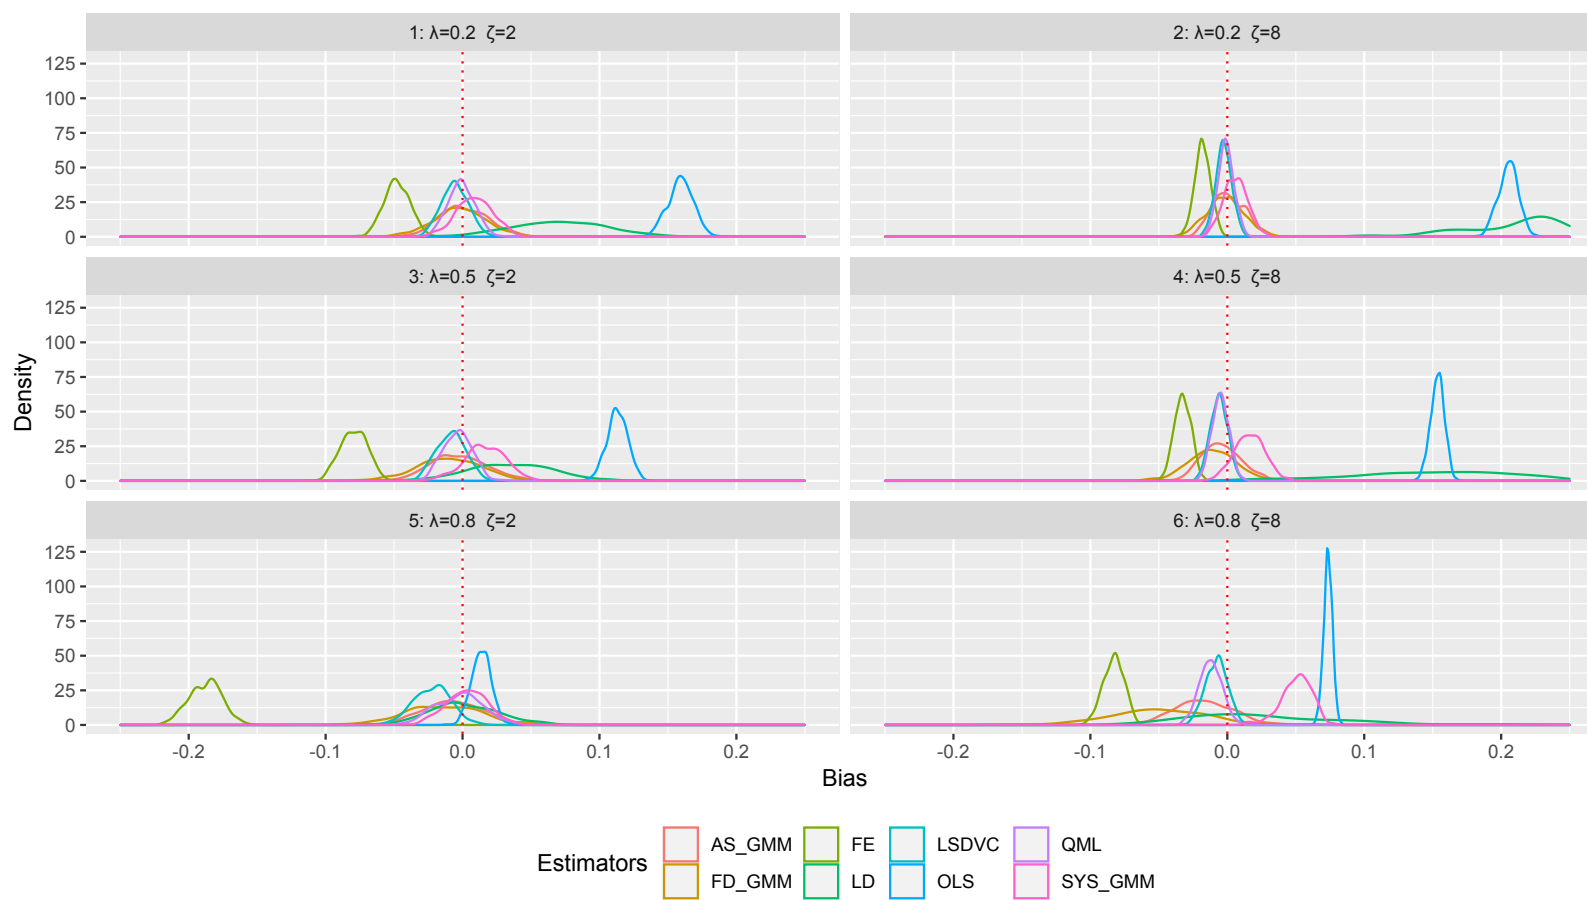 1: λ=0.2 ζ=2
2: λ=0.2 ζ=8
125
100
75
50
25
0
3: λ=0.5 ζ=2
4: λ=0.5 ζ=8
125
100
75
50
25
0
Density
5: λ=0.8 ζ=2
6: λ=0.8 ζ=8
125
100
75
50
25
0
-0.2 -0.1 0.0 0.1 0.2
-0.2 -0.1 0.0 0.1 0.2
Bias
Estimators
AS_GMM FE LSDVC QML
FD_GMM LD OLS SYS_GMM